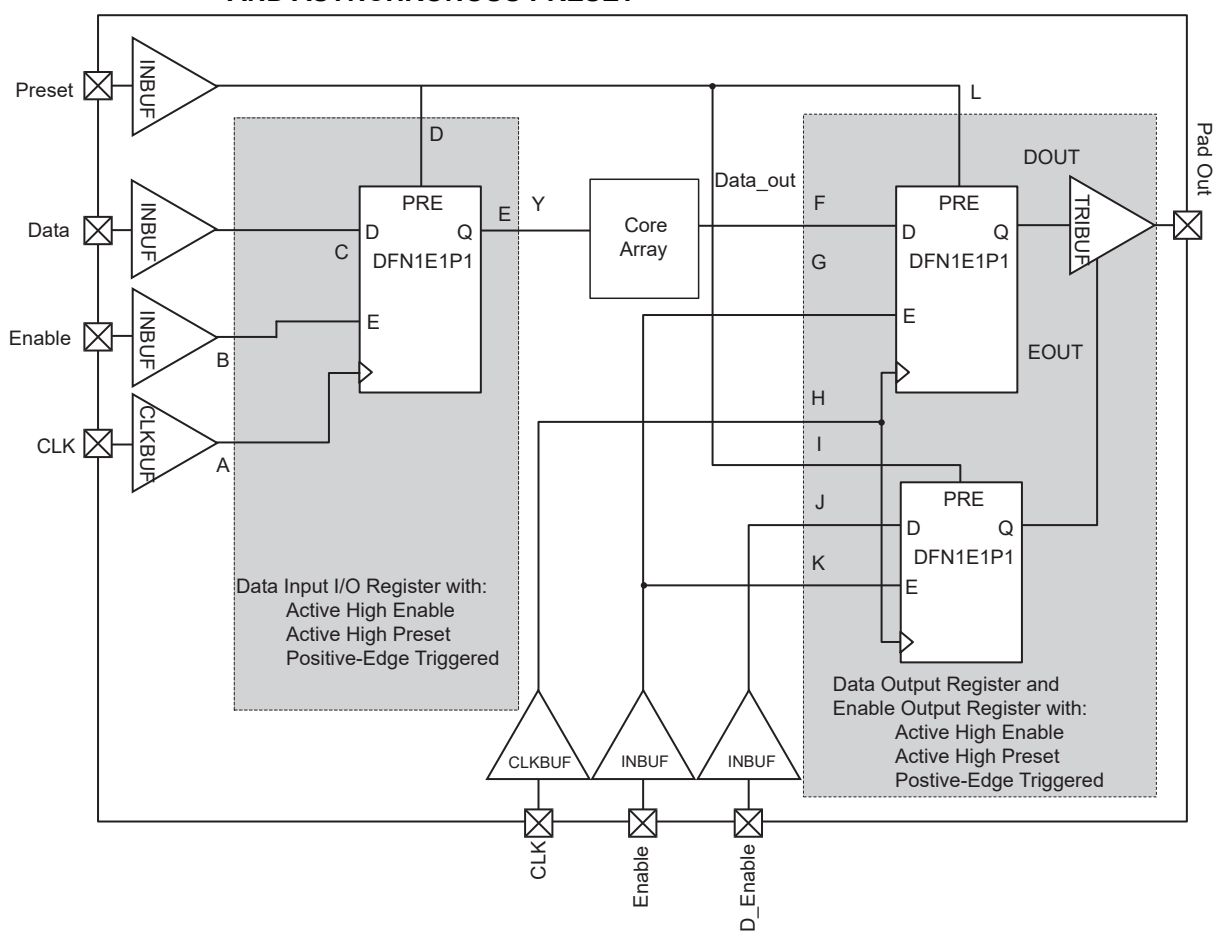 AND ASYNCHRONOUS PRESET
Preset
INBUF
L
D
Pad Out
DOUT
Data
INBUF
PRE
D
Q
C
DFN1E1P1
E
E
Y
Core
Array
Data_out
F
G
PRE
D
Q
DFN1E1P1
E
TRIBUF
Enable
INBUF
B
EOUT
CLK
CLKBUF
A
H
I
J
K
PRE
D
Q
DFN1E1P1
E
Data Input I/O Register with:
Active High Enable
Active High Preset
Positive-Edge Triggered
Data Output Register and
Enable Output Register with:
Active High Enable
Active High Preset
Postive-Edge Triggered
CLKBUF
INBUF
INBUF
CLK
Enable
D_Enable